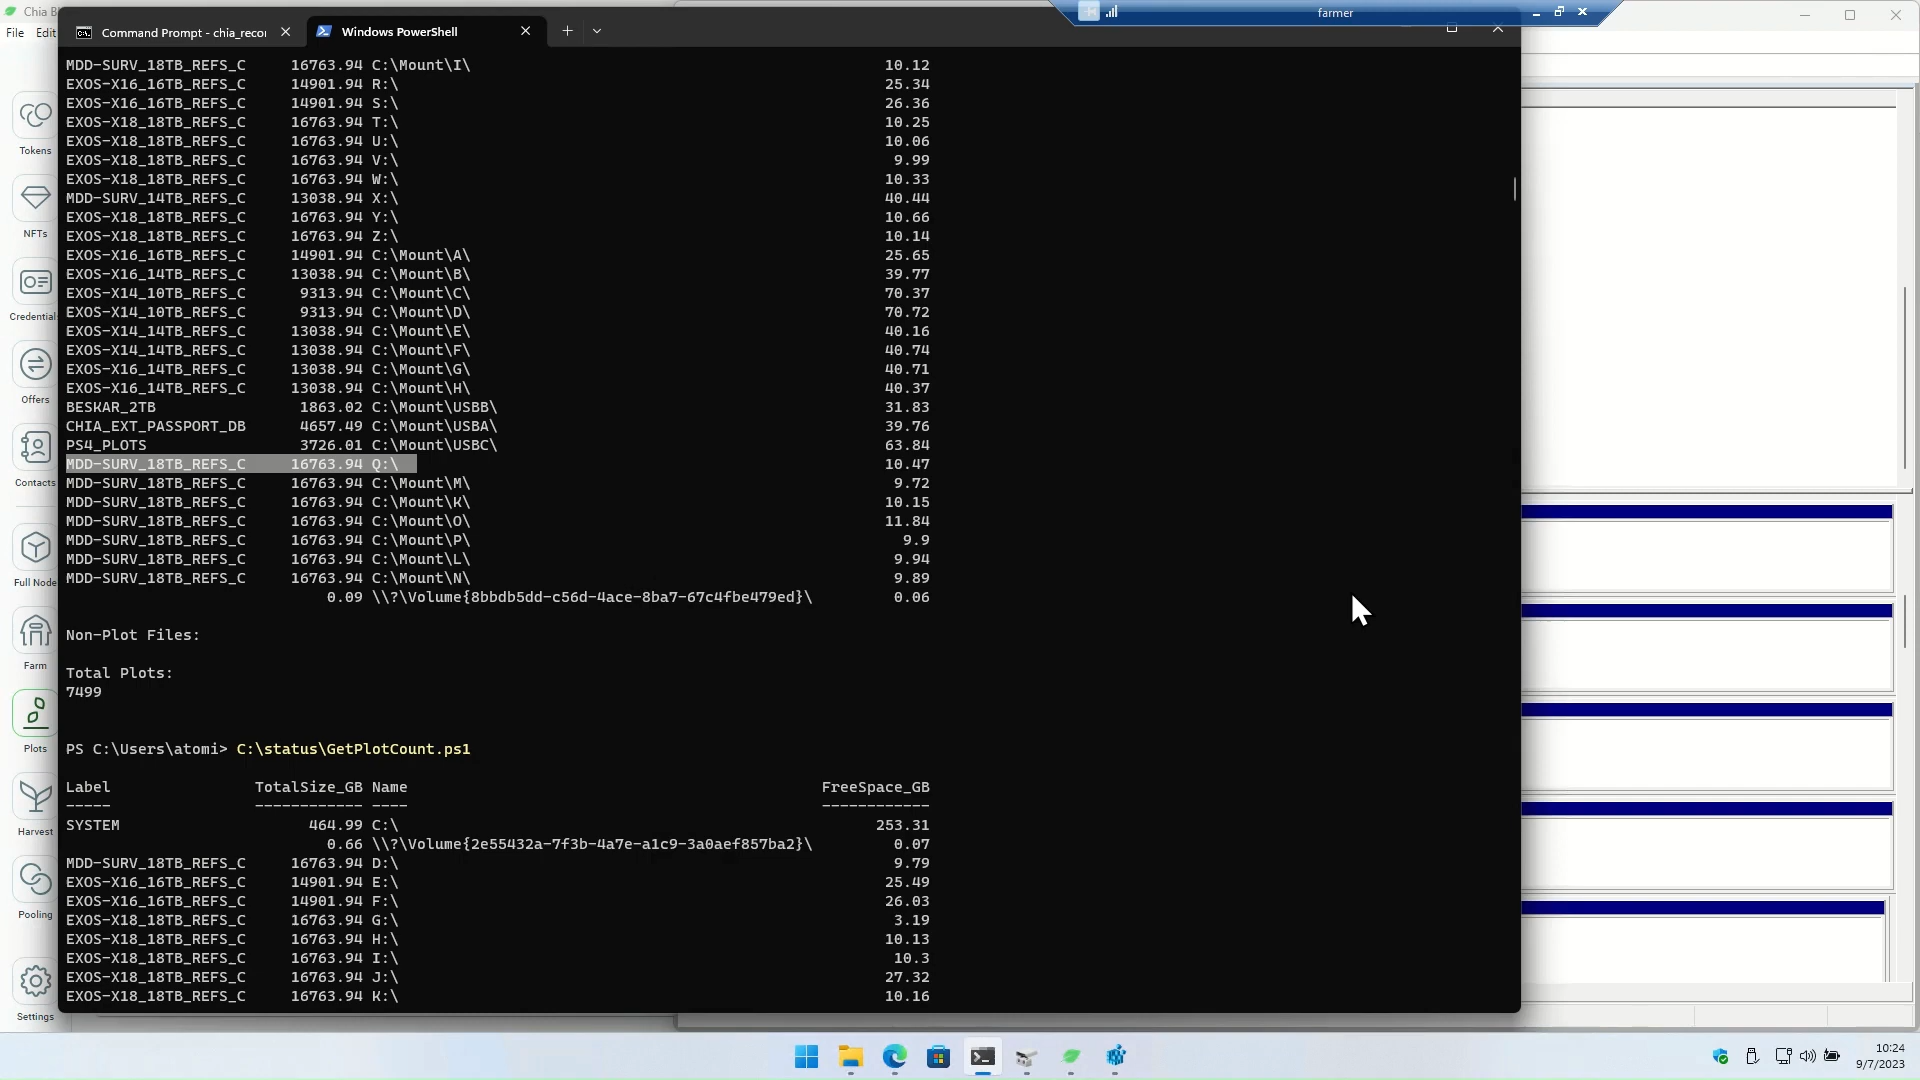 Chia B
farmer
File Edit
Command Prompt - chia_recor
Windows PowerShell
Tokens
NFTs
Credential
Offers
Contacts
Full Node
Farm
Plots
Harvest
Pooling
Settings
MDD-SURV_18TB_REFS_C 16763.94 C:\Mount\I\ 10.12
EXOS-X16_16TB_REFS_C 14901.94 R:\ 25.34
EXOS-X16_16TB_REFS_C 14901.94 S:\ 26.36
EXOS-X18_18TB_REFS_C 16763.94 T:\ 10.25
EXOS-X18_18TB_REFS_C 16763.94 U:\ 10.06
EXOS-X18_18TB_REFS_C 16763.94 V:\ 9.99
EXOS-X18_18TB_REFS_C 16763.94 W:\ 10.33
MDD-SURV_14TB_REFS_C 13038.94 X:\ 40.44
EXOS-X18_18TB_REFS_C 16763.94 Y:\ 10.66
EXOS-X18_18TB_REFS_C 16763.94 Z:\ 10.14
EXOS-X16_16TB_REFS_C 14901.94 C:\Mount\A\ 25.65
EXOS-X16_14TB_REFS_C 13038.94 C:\Mount\B\ 39.77
EXOS-X14_10TB_REFS_C 9313.94 C:\Mount\C\ 70.37
EXOS-X14_10TB_REFS_C 9313.94 C:\Mount\D\ 70.72
EXOS-X14_14TB_REFS_C 13038.94 C:\Mount\E\ 40.16
EXOS-X14_14TB_REFS_C 13038.94 C:\Mount\F\ 40.74
EXOS-X16_14TB_REFS_C 13038.94 C:\Mount\G\ 40.71
EXOS-X16_14TB_REFS_C 13038.94 C:\Mount\H\ 40.37
BESKAR_2TB 1863.02 C:\Mount\USBB\ 31.83
CHIA_EXT_PASSPORT_DB 4657.49 C:\Mount\USBA\ 39.76
PS4_PLOTS 3726.01 C:\Mount\USBC\ 63.84
MDD-SURV_18TB_REFS_C 16763.94 Q:\ 10.47
MDD-SURV_18TB_REFS_C 16763.94 C:\Mount\M\ 9.72
MDD-SURV_18TB_REFS_C 16763.94 C:\Mount\K\ 10.15
MDD-SURV_18TB_REFS_C 16763.94 C:\Mount\O\ 11.84
MDD-SURV_18TB_REFS_C 16763.94 C:\Mount\P\ 9.9
MDD-SURV_18TB_REFS_C 16763.94 C:\Mount\L\ 9.94
MDD-SURV_18TB_REFS_C 16763.94 C:\Mount\N\ 9.89
0.09 \\?\Volume{8bbdb5dd-c56d-4ace-8ba7-67c4fbe479ed}\ 0.06
Non-Plot Files:
Total Plots:
7499
PS C:\Users\atomi> C:\status\GetPlotCount.ps1
Label TotalSize_GB Name FreeSpace_GB
----- ------------ ---- ------------
SYSTEM 464.99 C:\ 253.31
0.66 \\?\Volume{2e55432a-7f3b-4a7e-a1c9-3a0aef857ba2}\ 0.07
MDD-SURV_18TB_REFS_C 16763.94 D:\ 9.79
EXOS-X16_16TB_REFS_C 14901.94 E:\ 25.49
EXOS-X16_16TB_REFS_C 14901.94 F:\ 26.03
EXOS-X18_18TB_REFS_C 16763.94 G:\ 3.19
EXOS-X18_18TB_REFS_C 16763.94 H:\ 10.13
EXOS-X18_18TB_REFS_C 16763.94 I:\ 10.3
EXOS-X18_18TB_REFS_C 16763.94 J:\ 27.32
EXOS-X18_18TB_REFS_C 16763.94 K:\ 10.16
10:24
9/7/2023